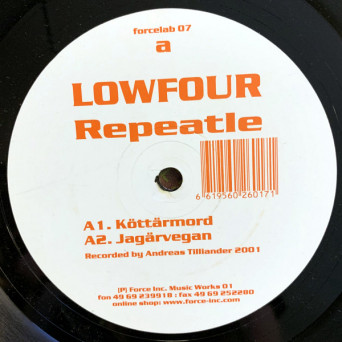 forcelab 07
a
LOWFOUR
Repeatle
6 619560 260171
A1. Köttärmord
A2. Jagärvegan
Recorded by Andreas Tilliander 2001
(P) Force Inc. Music Works 01
fon 49 69 239918 : fax 49 69 252280
online shop: www.force-inc.com